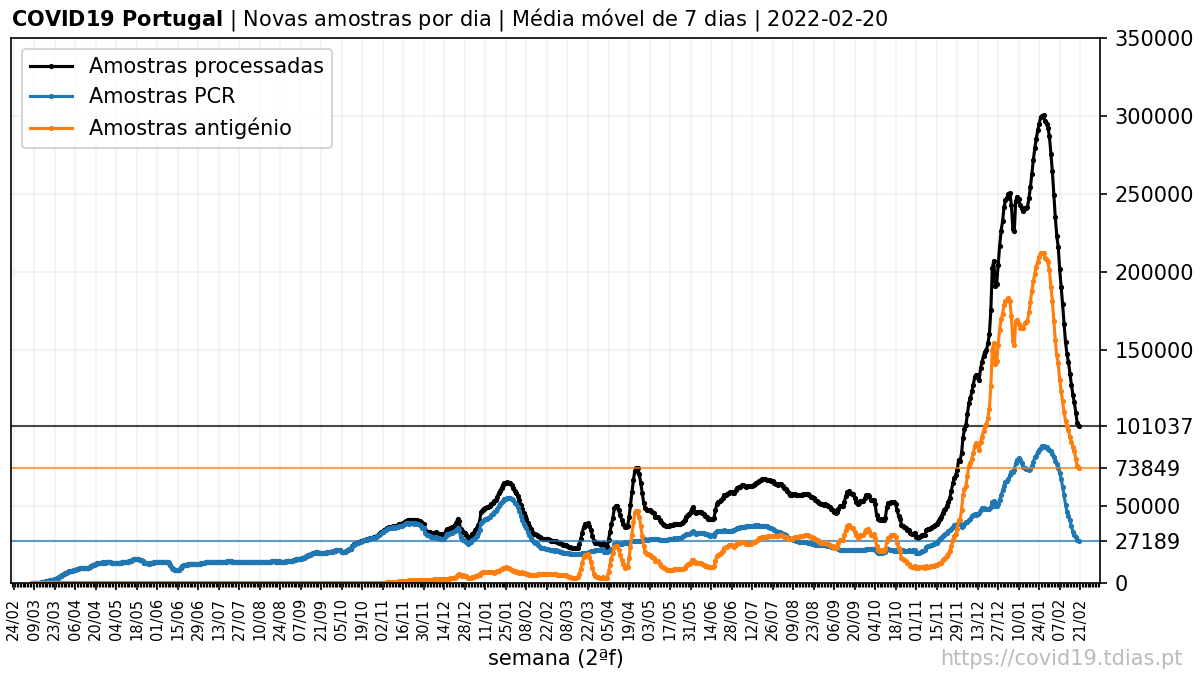 COVID19 Portugal | Novas amostras por dia | Média móvel de 7 dias | 2022-02-20
Amostras processadas
Amostras PCR
Amostras antigénio
350000
300000
250000
200000
150000
101037
73849
50000
27189
0
24/02 09/03 23/03 06/04 20/04 04/05 18/05 01/06 15/06 29/06 13/07 27/07 10/08 24/08 07/09 21/09 05/10 19/10 02/11 16/11 30/11 14/12 28/12 11/01 25/01 08/02 22/02 08/03 22/03 05/04 19/04 03/05 17/05 31/05 14/06 28/06 12/07 26/07 09/08 23/08 06/09 20/09 04/10 18/10 01/11 15/11 29/11 13/12 27/12 10/01 24/01 07/02 21/02
semana (2ªf)
https://covid19.tdias.pt